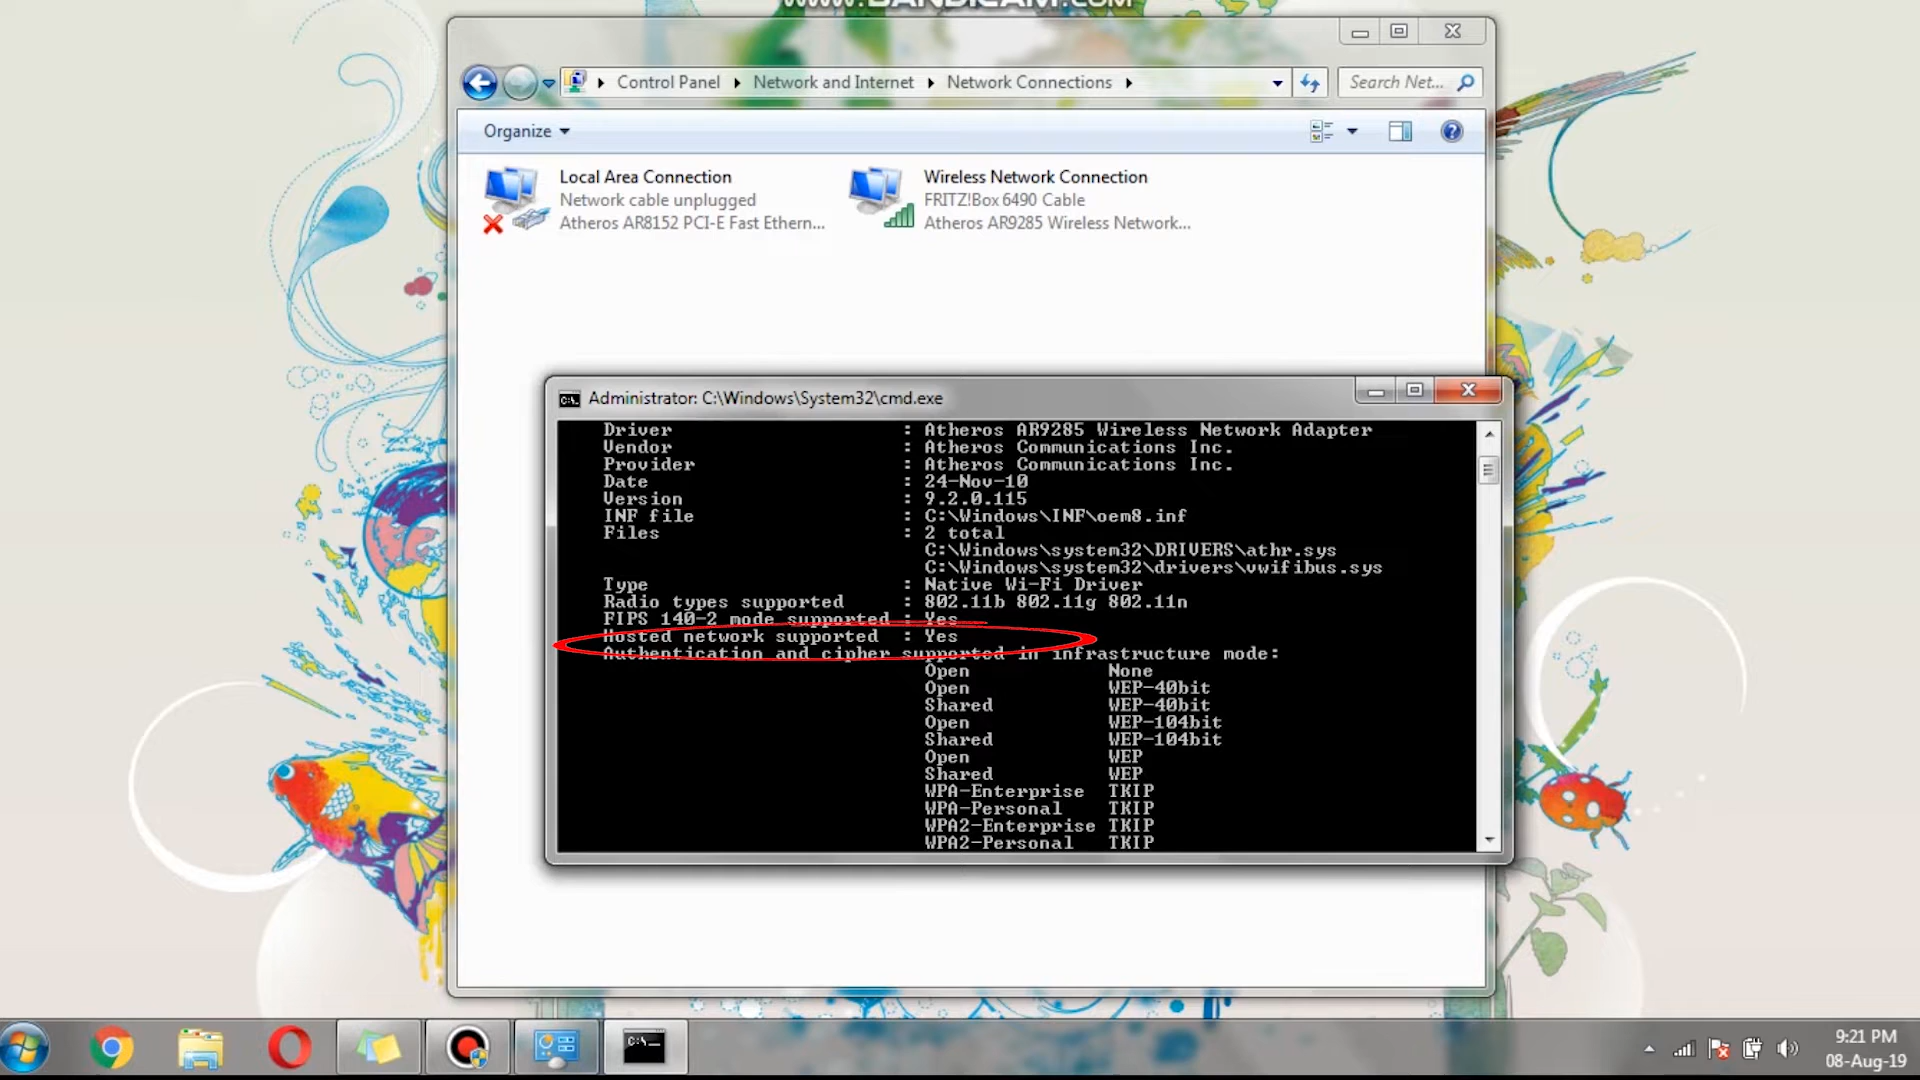 www.BANDICAM.COM
Control Panel
Network and Internet
Network Connections
Search Net...
Organize
Local Area Connection
Network cable unplugged
Atheros AR8152 PCI-E Fast Ethern...
Wireless Network Connection
FRITZ!Box 6490 Cable
Atheros AR9285 Wireless Network...
Administrator: C:\Windows\System32\cmd.exe
Driver : Atheros AR9285 Wireless Network Adapter
Vendor : Atheros Communications Inc.
Provider : Atheros Communications Inc.
Date : 24-Nov-10
Version : 9.2.0.115
INF file : C:\Windows\INF\oem8.inf
Files : 2 total
C:\Windows\system32\DRIVERS\athr.sys
C:\Windows\system32\drivers\vwifibus.sys
Type : Native Wi-Fi Driver
Radio types supported : 802.11b 802.11g 802.11n
FIPS 140-2 mode supported : Yes
Hosted network supported : Yes
Authentication and cipher supported in infrastructure mode:
Open None
Open WEP-40bit
Shared WEP-40bit
Open WEP-104bit
Shared WEP-104bit
Open WEP
Shared WEP
WPA-Enterprise TKIP
WPA-Personal TKIP
WPA2-Enterprise TKIP
WPA2-Personal TKIP
C:\_
9:21 PM
08-Aug-19